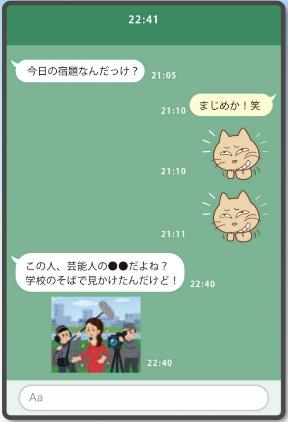 22:41
今日の宿題なんだっけ？
21:05
まじめか！笑
21:10
21:10
21:11
この人、芸能人の●●だよね？
学校のそばで見かけたんだけど！
22:40
22:40
Aa